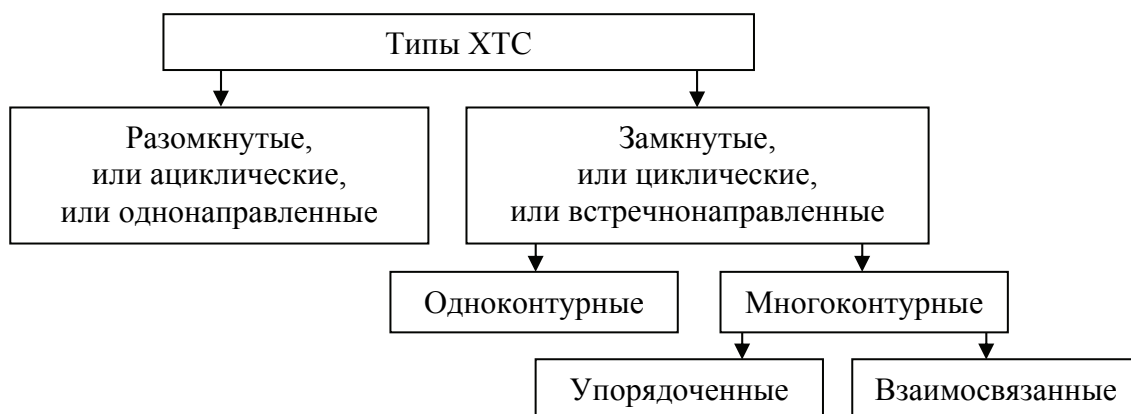 Типы ХТС
Разомкнутые,
или ациклические,
или однонаправленные
Замкнутые,
или циклические,
или встречнонаправленные
Одноконтурные
Многоконтурные
Упорядоченные
Взаимосвязанные